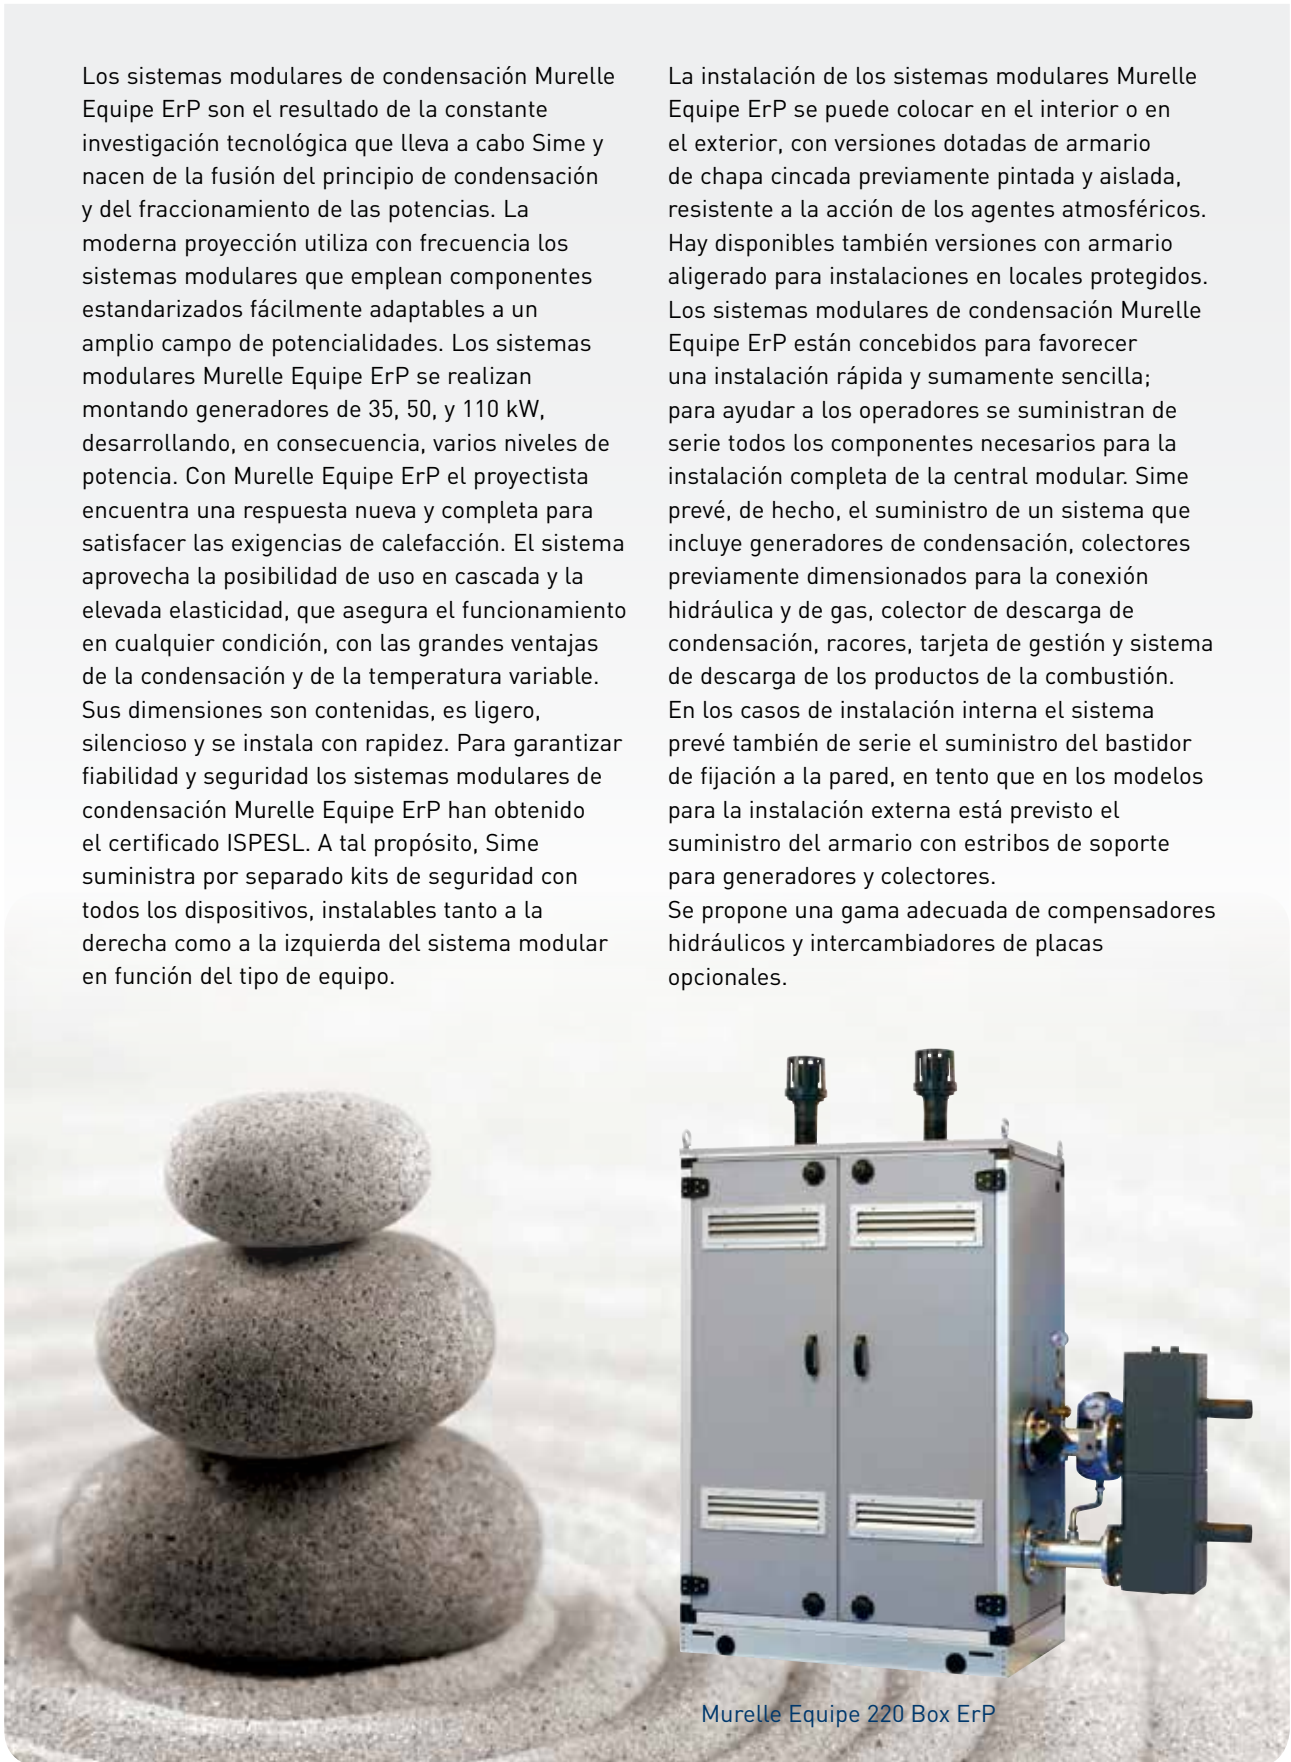 Los sistemas modulares de condensación Murelle
Equipe ErP son el resultado de la constante
investigación tecnológica que lleva a cabo Sime y
nacen de la fusión del principio de condensación
y del fraccionamiento de las potencias. La
moderna proyección utiliza con frecuencia los
sistemas modulares que emplean componentes
estandarizados fácilmente adaptables a un
amplio campo de potencialidades. Los sistemas
modulares Murelle Equipe ErP se realizan
montando generadores de 35, 50, y 110 kW,
desarrollando, en consecuencia, varios niveles de
potencia. Con Murelle Equipe ErP el proyectista
encuentra una respuesta nueva y completa para
satisfacer las exigencias de calefacción. El sistema
aprovecha la posibilidad de uso en cascada y la
elevada elasticidad, que asegura el funcionamiento
en cualquier condición, con las grandes ventajas
de la condensación y de la temperatura variable.
Sus dimensiones son contenidas, es ligero,
silencioso y se instala con rapidez. Para garantizar
fiabilidad y seguridad los sistemas modulares de
condensación Murelle Equipe ErP han obtenido
el certificado ISPESL. A tal propósito, Sime
suministra por separado kits de seguridad con
todos los dispositivos, instalables tanto a la
derecha como a la izquierda del sistema modular
en función del tipo de equipo.
La instalación de los sistemas modulares Murelle
Equipe ErP se puede colocar en el interior o en
el exterior, con versiones dotadas de armario
de chapa cincada previamente pintada y aislada,
resistente a la acción de los agentes atmosféricos.
Hay disponibles también versiones con armario
aligerado para instalaciones en locales protegidos.
Los sistemas modulares de condensación Murelle
Equipe ErP están concebidos para favorecer
una instalación rápida y sumamente sencilla;
para ayudar a los operadores se suministran de
serie todos los componentes necesarios para la
instalación completa de la central modular. Sime
prevé, de hecho, el suministro de un sistema que
incluye generadores de condensación, colectores
previamente dimensionados para la conexión
hidráulica y de gas, colector de descarga de
condensación, racores, tarjeta de gestión y sistema
de descarga de los productos de la combustión.
En los casos de instalación interna el sistema
prevé también de serie el suministro del bastidor
de fijación a la pared, en tento que en los modelos
para la instalación externa está previsto el
suministro del armario con estribos de soporte
para generadores y colectores.
Se propone una gama adecuada de compensadores
hidráulicos y intercambiadores de placas
opcionales.
Murelle Equipe 220 Box ErP